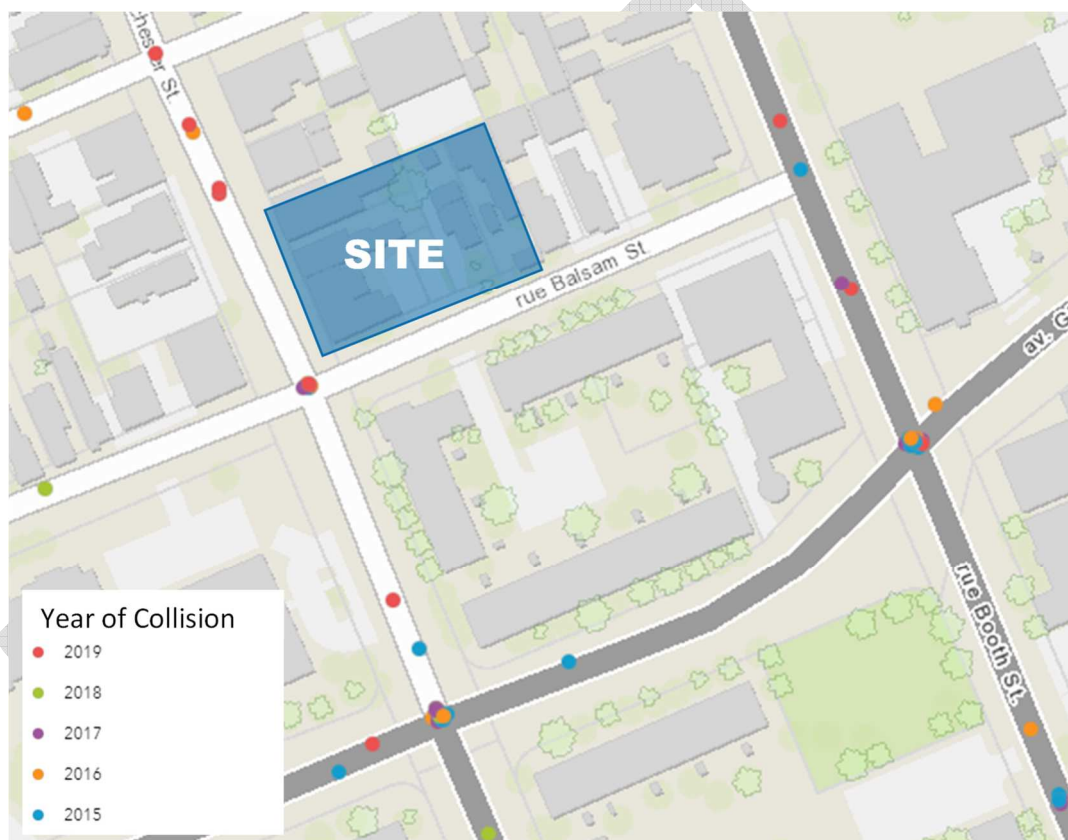 chester St.
SITE
rue Balsam St.
av. G
rue Booth St.
Year of Collision
2019
2018
2017
2016
2015